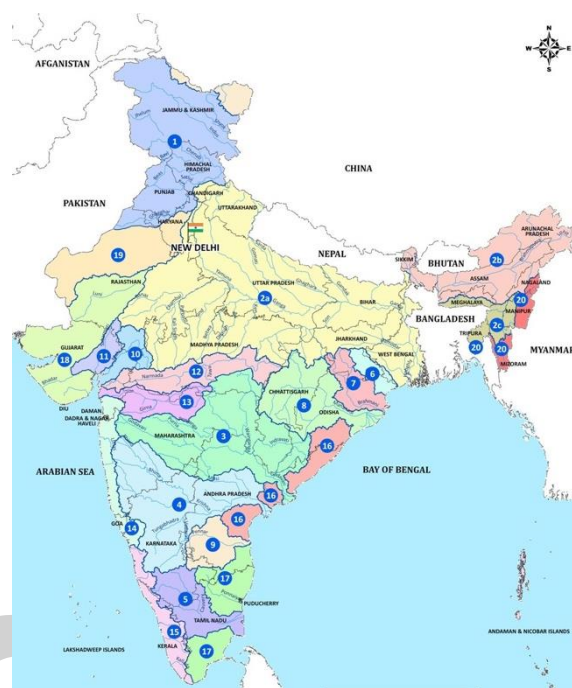 N
W
E
S
AFGANISTAN
JAMMU & KASHMIR
1
HIMACHAL
PRADESH
CHINA
PUNJAB
CHANDIGARH
PAKISTAN
UTTARAKHAND
HARYANA
NEW DELHI
ARUNACHAL
PRADESH
2b
19
NEPAL
SIKKIM
BHUTAN
RAJASTHAN
ASSAM
NAGALAND
UTTAR PRADESH
2a
BIHAR
MEGHALAYA
20
MANIPUR
BANGLADESH
2c
JHARKHAND
TRIPURA
GUJARAT
18
11
10
MADHYA PRADESH
WEST BENGAL
20
20
MYANMAR
MIZORAM
Narmada
12
7
6
13
CHHATTISGARH
8
DIU
DAMAN,
DADRA & NAGAR
HAVELI
ODISHA
MAHARASHTRA
3
16
ARABIAN SEA
BAY OF BENGAL
ANDHRA PRADESH
16
4
GOA
14
Tungabhadra
16
KARNATAKA
9
17
5
PUDUCHERRY
TAMIL NADU
15
LAKSHADWEEP ISLANDS
KERALA
17
ANDAMAN & NICOBAR ISLANDS